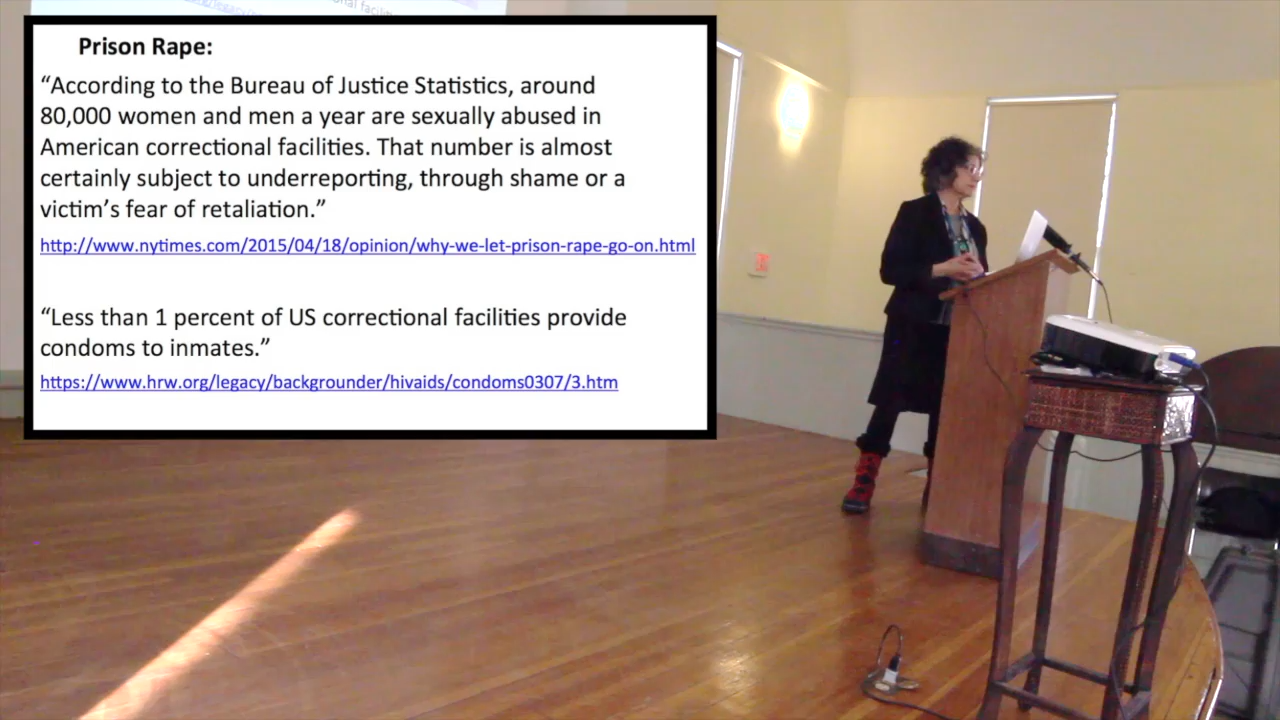 Prison Rape:
“According to the Bureau of Justice Statistics, around
80,000 women and men a year are sexually abused in
American correctional facilities. That number is almost
certainly subject to underreporting, through shame or a
victim’s fear of retaliation.”
http://www.nytimes.com/2015/04/18/opinion/why-we-let-prison-rape-go-on.html
“Less than 1 percent of US correctional facilities provide
condoms to inmates.”
https://www.hrw.org/legacy/backgrounder/hivaids/condoms0307/3.htm